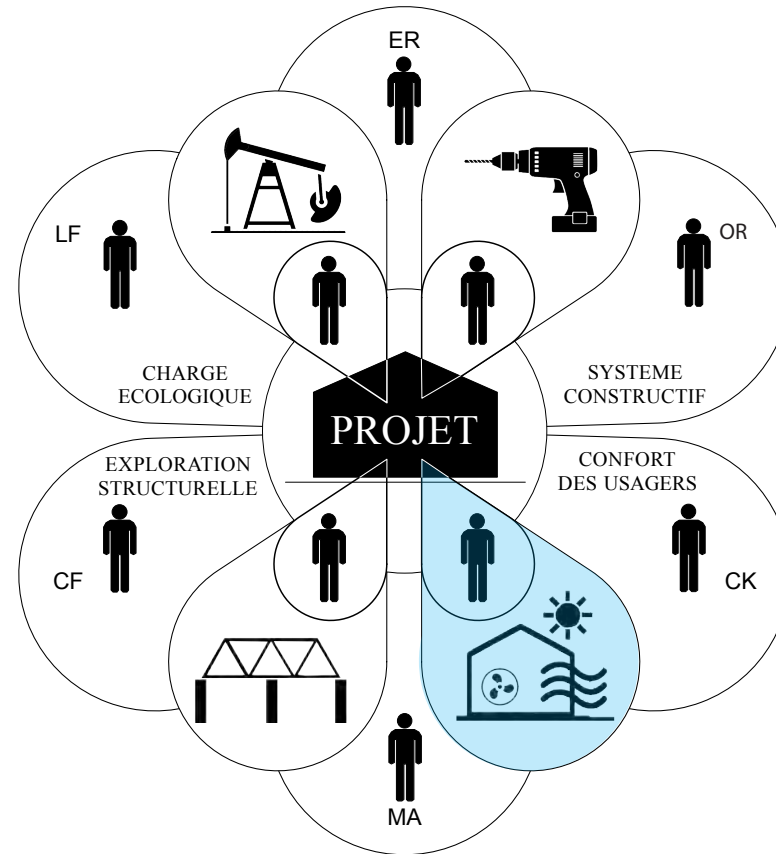 ER
LF
OR
CHARGE
ECOLOGIQUE
SYSTEME
CONSTRUCTIF
PROJET
EXPLORATION
STRUCTURELLE
CONFORT
DES USAGERS
CF
CK
MA